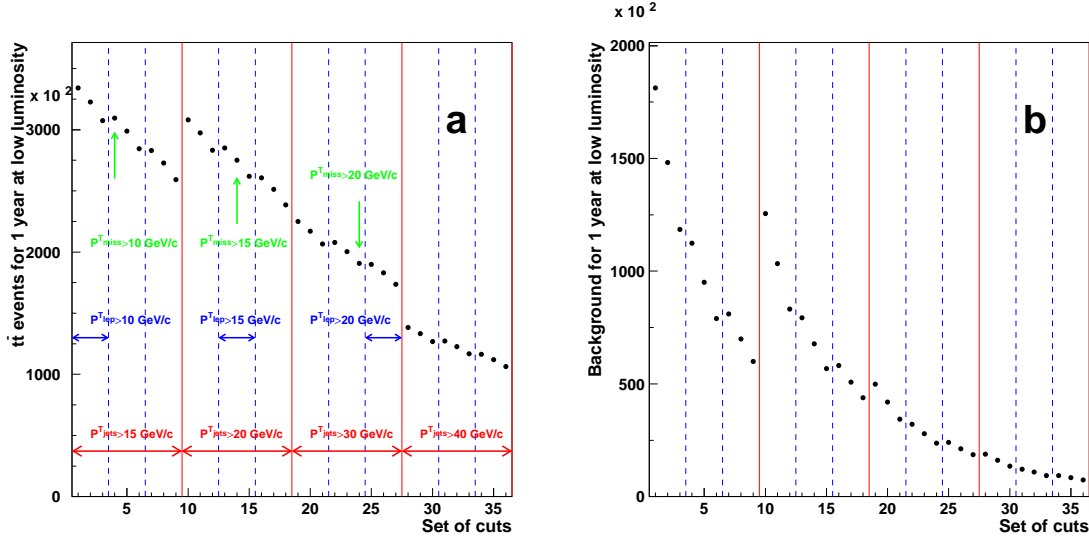 x 10 2
tt̄ events for 1 year at low luminosity
x 10 2
3000
2000
1000
0
a
PTmiss>20 GeV/c
PTmiss>10 GeV/c
PTmiss>15 GeV/c
PTlep>10 GeV/c
PTlep>15 GeV/c
PTlep>20 GeV/c
PTjets>15 GeV/c
PTjets>20 GeV/c
PTjets>30 GeV/c
PTjets>40 GeV/c
5 10 15 20 25 30 35
Set of cuts
Background for 1 year at low luminosity
2000
1500
1000
500
0
b
5 10 15 20 25 30 35
Set of cuts